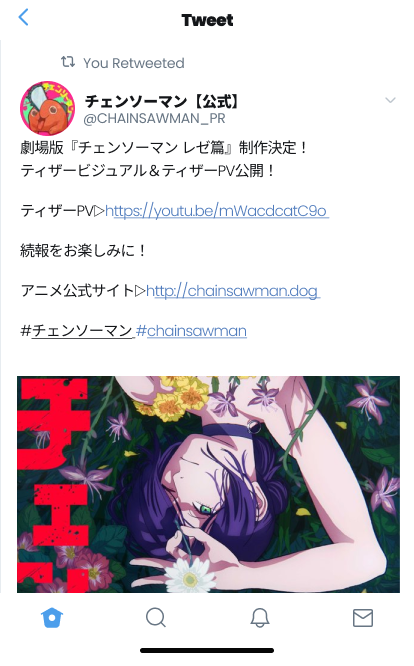 Tweet
You Retweeted
チェンソーマン【公式】
@CHAINSAWMAN_PR
劇場版『チェンソーマン レゼ篇』制作決定！
ティザービジュアル＆ティザーPV公開！
ティザーPV▷https://youtu.be/mWacdcatC9o
続報をお楽しみに！
アニメ公式サイト▷http://chainsawman.dog
#チェンソーマン #chainsawman
チェン